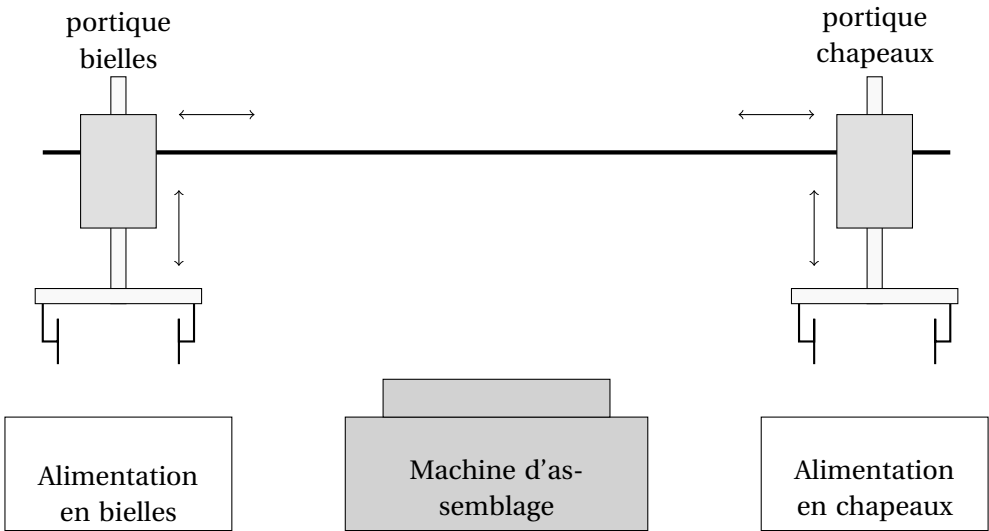 portique
bielles
portique
chapeaux
Alimentation
en bielles
Machine d'as-
semblage
Alimentation
en chapeaux